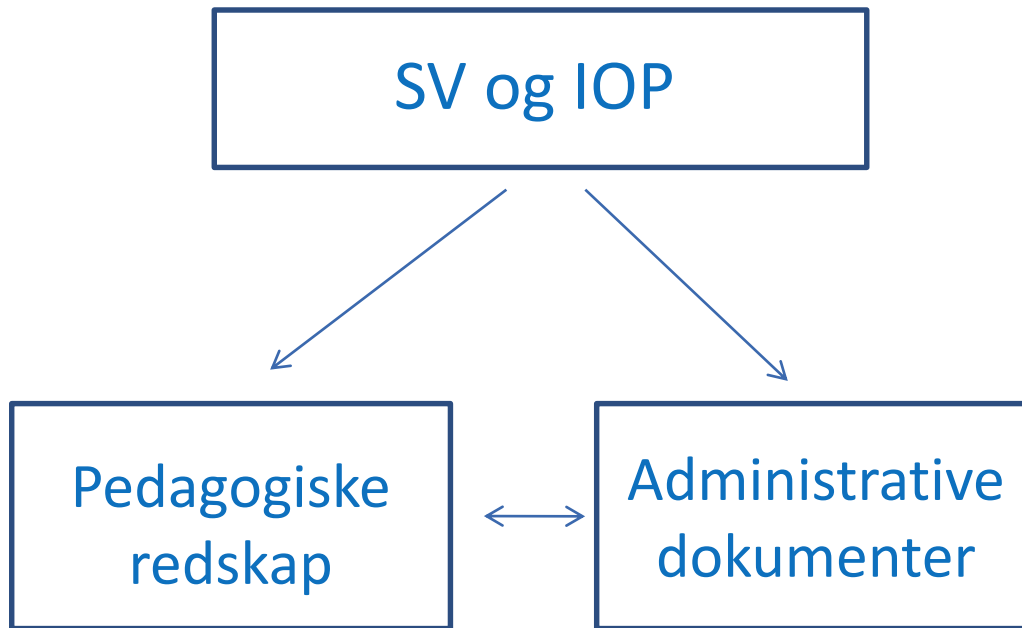 SV og IOP
Pedagogiske
redskap
Administrative
dokumenter